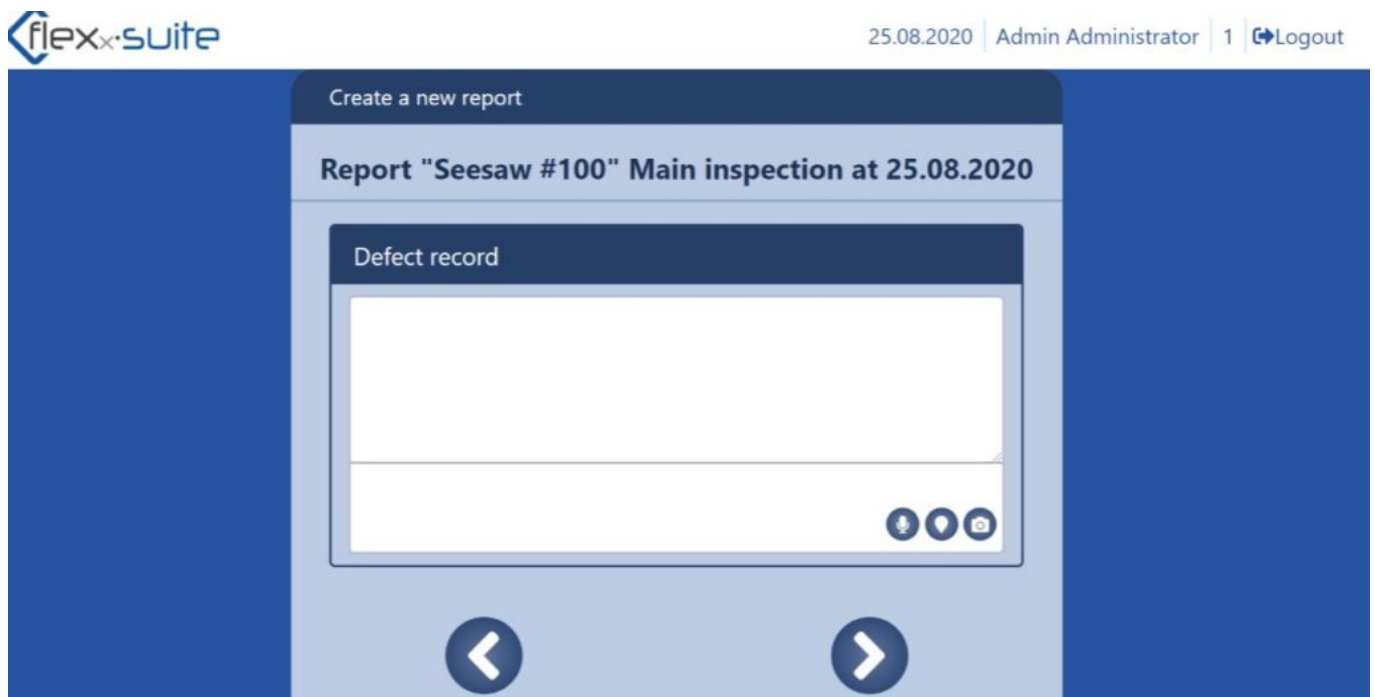 flexx·suite
25.08.2020 Admin Administrator 1 Logout
Create a new report
Report "Seesaw #100" Main inspection at 25.08.2020
Defect record